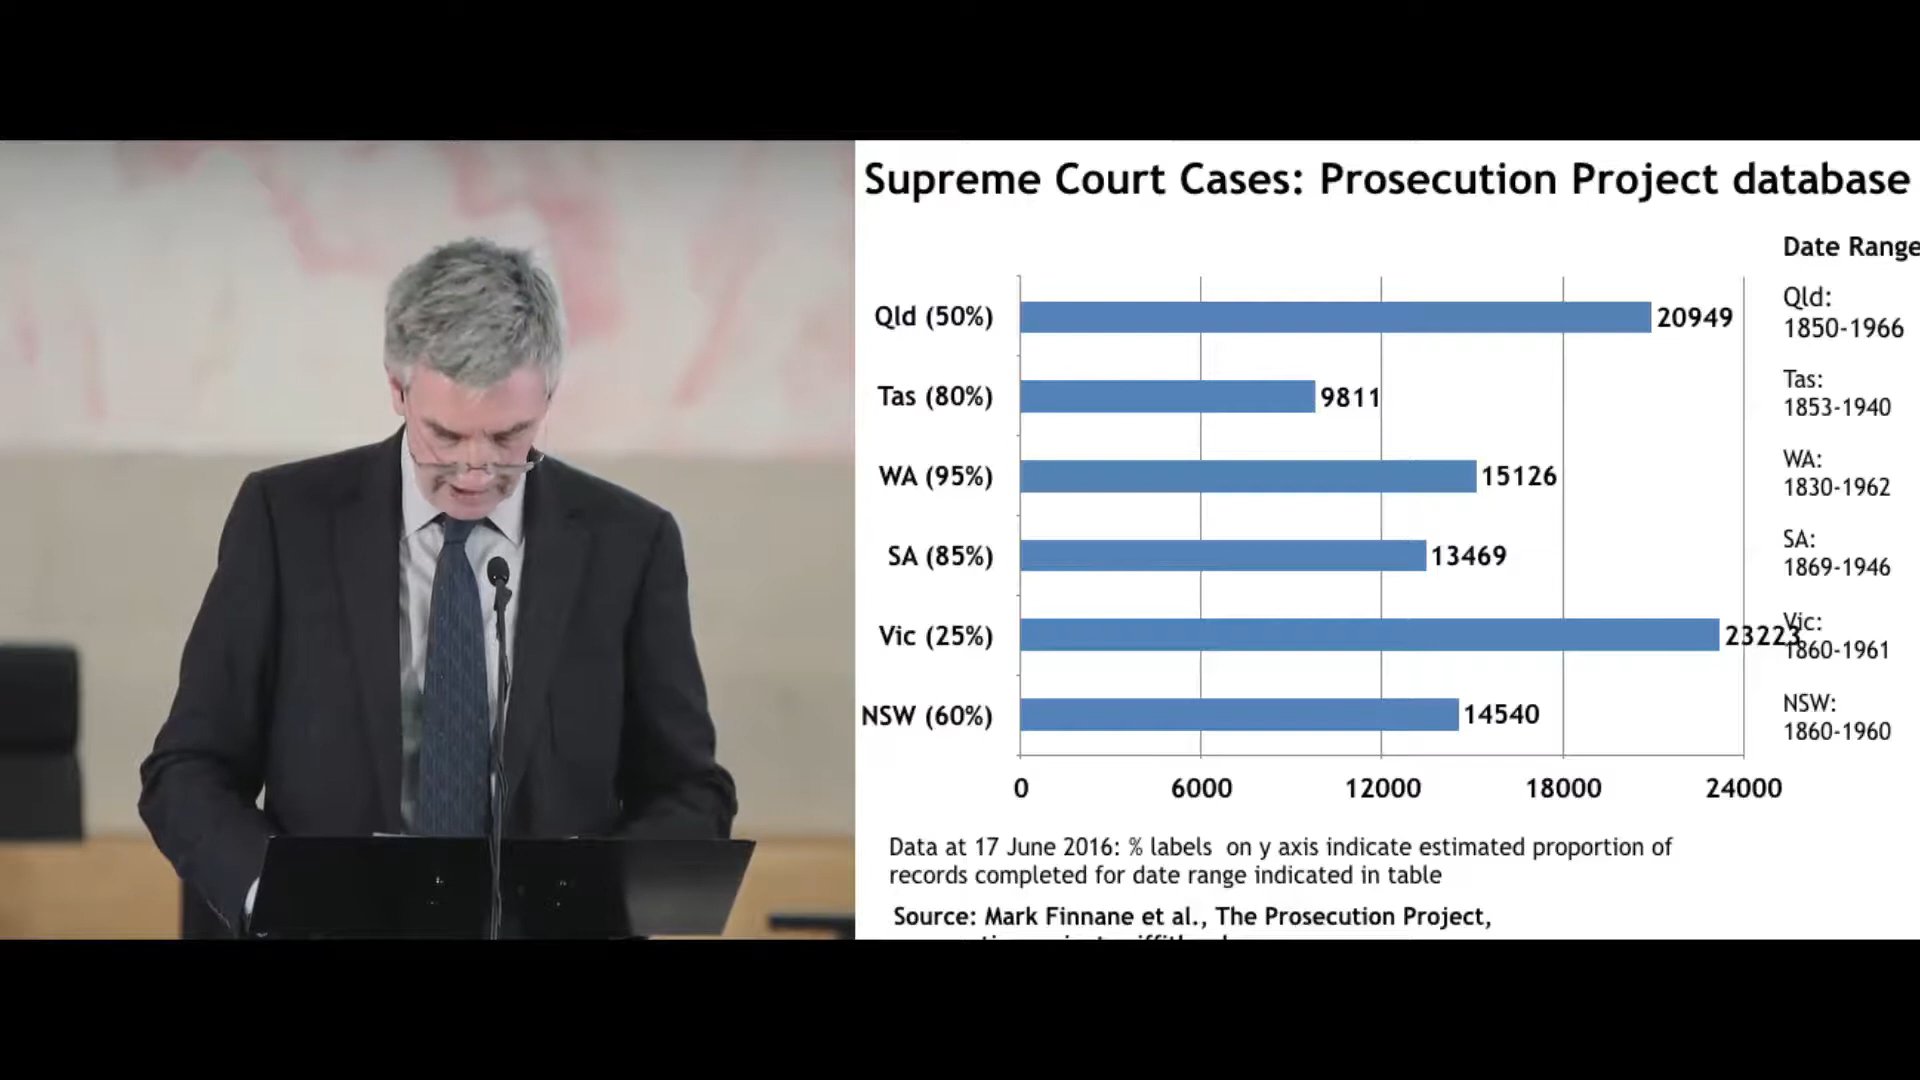 Supreme Court Cases: Prosecution Project database
Date Range
Qld (50%)
20949
Qld:
1850-1966
Tas (80%)
9811
Tas:
1853-1940
WA (95%)
15126
WA:
1830-1962
SA (85%)
13469
SA:
1869-1946
Vic (25%)
23223
Vic:
1860-1961
NSW (60%)
14540
NSW:
1860-1960
0 6000 12000 18000 24000
Data at 17 June 2016: % labels on y axis indicate estimated proportion of
records completed for date range indicated in table
Source: Mark Finnane et al., The Prosecution Project,